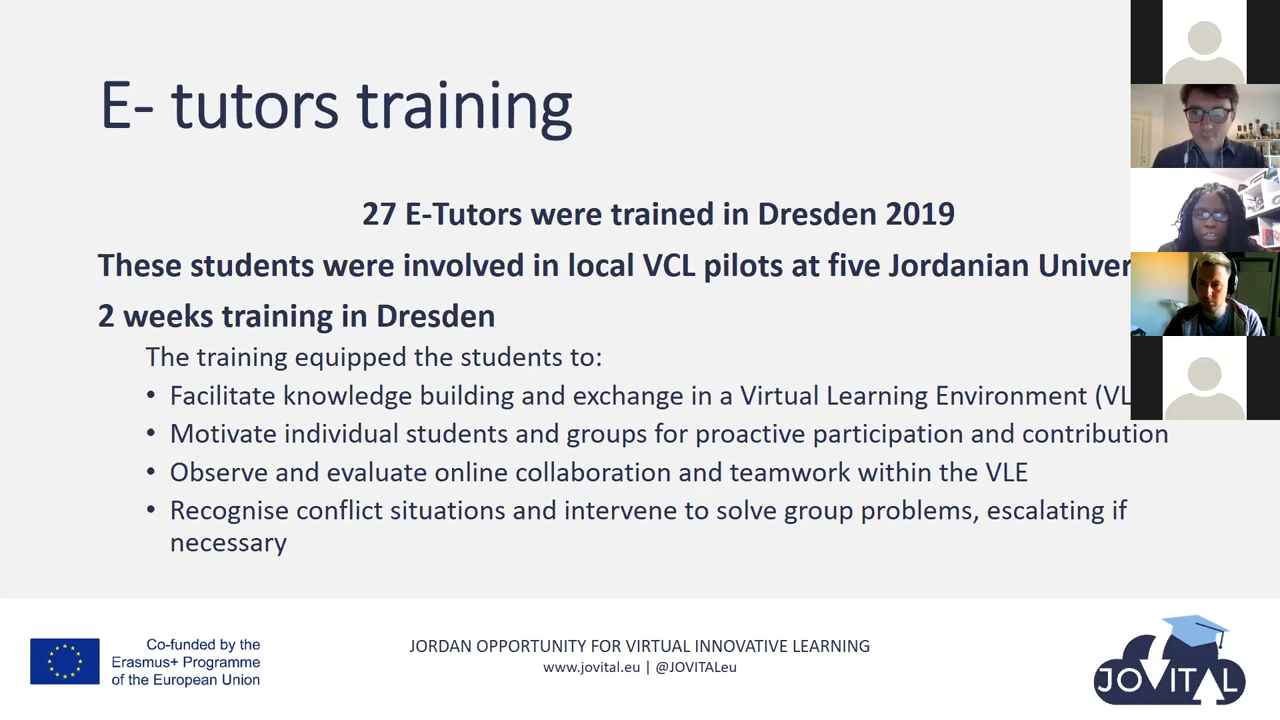 E- tutors training
27 E-Tutors were trained in Dresden 2019
These students were involved in local VCL pilots at five Jordanian
2 weeks training in Dresden
The training equipped the students to:
• Facilitate knowledge building and exchange in a Virtual Learning Environment
• Motivate individual students and groups for proactive participation and contribution
• Observe and evaluate online collaboration and teamwork within the VLE
• Recognise conflict situations and intervene to solve group problems, escalating if
necessary
Co-funded by the
Erasmus+ Programme
of the European Union
JORDAN OPPORTUNITY FOR VIRTUAL INNOVATIVE LEARNING
www.jovital.eu | @JOVITALeu
JOVITAL